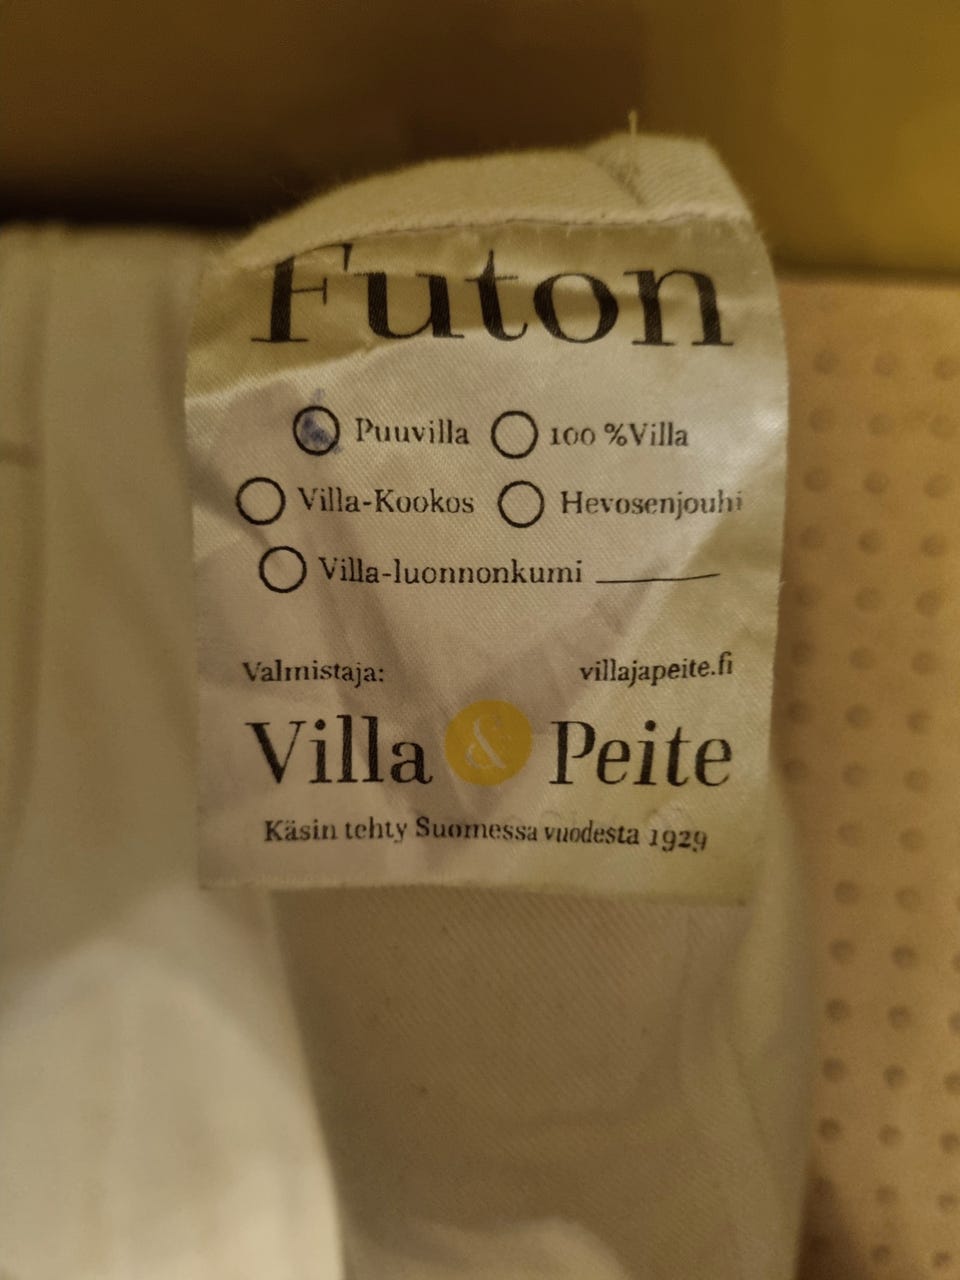 Futon
Puuvilla 100 %Villa
Villa-Kookos Hevosenjouhi
Villa-luonnonkumi
Valmistaja: villajapeite.fi
Villa & Peite
Käsin tehty Suomessa vuodesta 1929